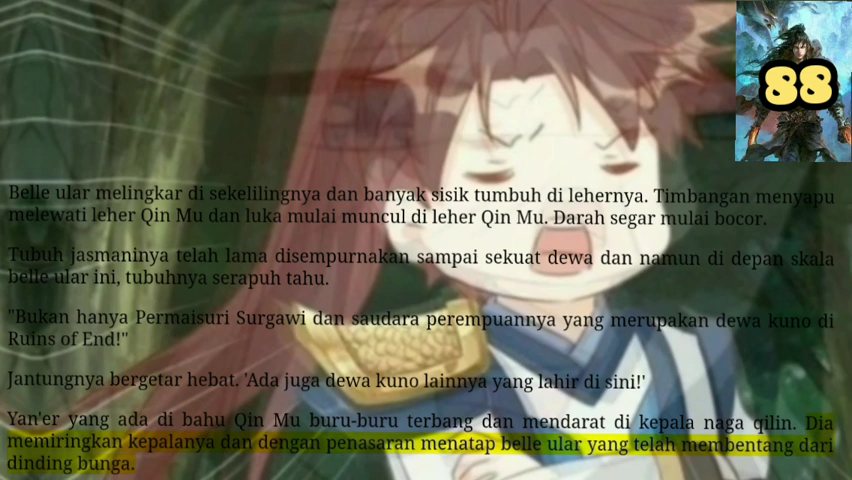 88
Belle ular melingkar di sekelilingnya dan banyak sisik tumbuh di lehernya. Timbangan menyapu
melewati leher Qin Mu dan luka mulai muncul di leher Qin Mu. Darah segar mulai bocor.
Tubuh jasmaninya telah lama disempurnakan sampai sekuat dewa dan namun di depan skala
belle ular ini, tubuhnya serapuh tahu.
"Bukan hanya Permaisuri Surgawi dan saudara perempuannya yang merupakan dewa kuno di
Ruins of End!"
Jantungnya bergetar hebat. 'Ada juga dewa kuno lainnya yang lahir di sini!'
Yan'er yang ada di bahu Qin Mu buru-buru terbang dan mendarat di kepala naga qilin. Dia
memiringkan kepalanya dan dengan penasaran menatap belle ular yang telah membentang dari
dinding bunga.